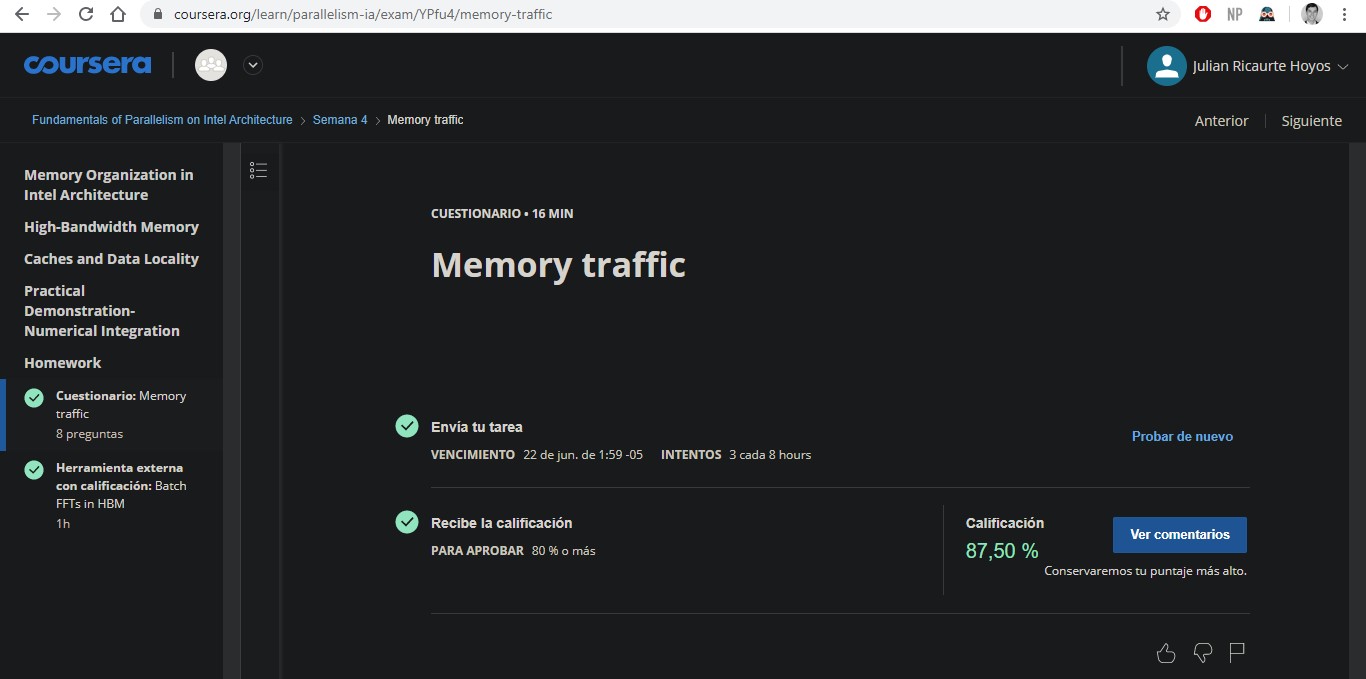 coursera.org/learn/parallelism-ia/exam/YPfu4/memory-traffic
NP
coursera
Julian Ricaurte Hoyos
Fundamentals of Parallelism on Intel Architecture > Semana 4 > Memory traffic
Anterior
Siguiente
Memory Organization in
Intel Architecture
High-Bandwidth Memory
Caches and Data Locality
Practical
Demonstration-
Numerical Integration
Homework
Cuestionario: Memory
traffic
8 preguntas
Herramienta externa
con calificación: Batch
FFTs in HBM
1h
CUESTIONARIO • 16 MIN
Memory traffic
Envía tu tarea
VENCIMIENTO 22 de jun. de 1:59 -05 INTENTOS 3 cada 8 hours
Probar de nuevo
Recibe la calificación
PARA APROBAR 80 % o más
Calificación
87,50 %
Ver comentarios
Conservaremos tu puntaje más alto.